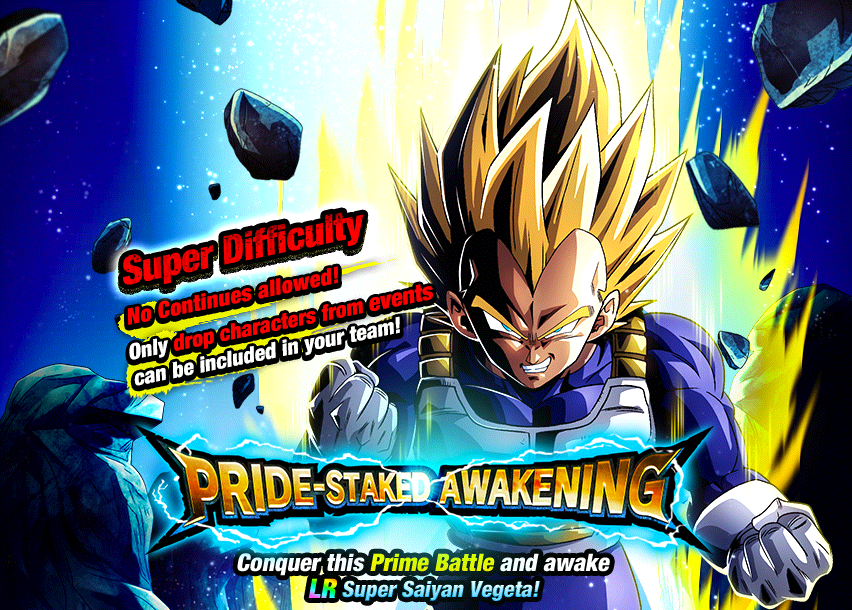 Super Difficulty
No Continues allowed!
Only drop characters from events
can be included in your team!
PRIDE-STAKED AWAKENING
Conquer this Prime Battle and awake
LR Super Saiyan Vegeta!